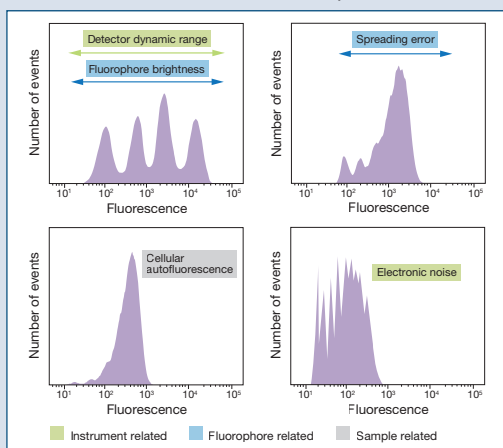 Detector dynamic range
Fluorophore brightness
Number of events
10¹ 10² 10³ 10⁴ 10⁵
Fluorescence
Spreading error
Number of events
10¹ 10² 10³ 10⁴ 10⁵
Fluorescence
Cellular
autofluorescence
Number of events
10¹ 10² 10³ 10⁴ 10⁵
Fluorescence
Electronic noise
Number of events
10¹ 10² 10³ 10⁴ 10⁵
Fluorescence
Instrument related Fluorophore related Sample related